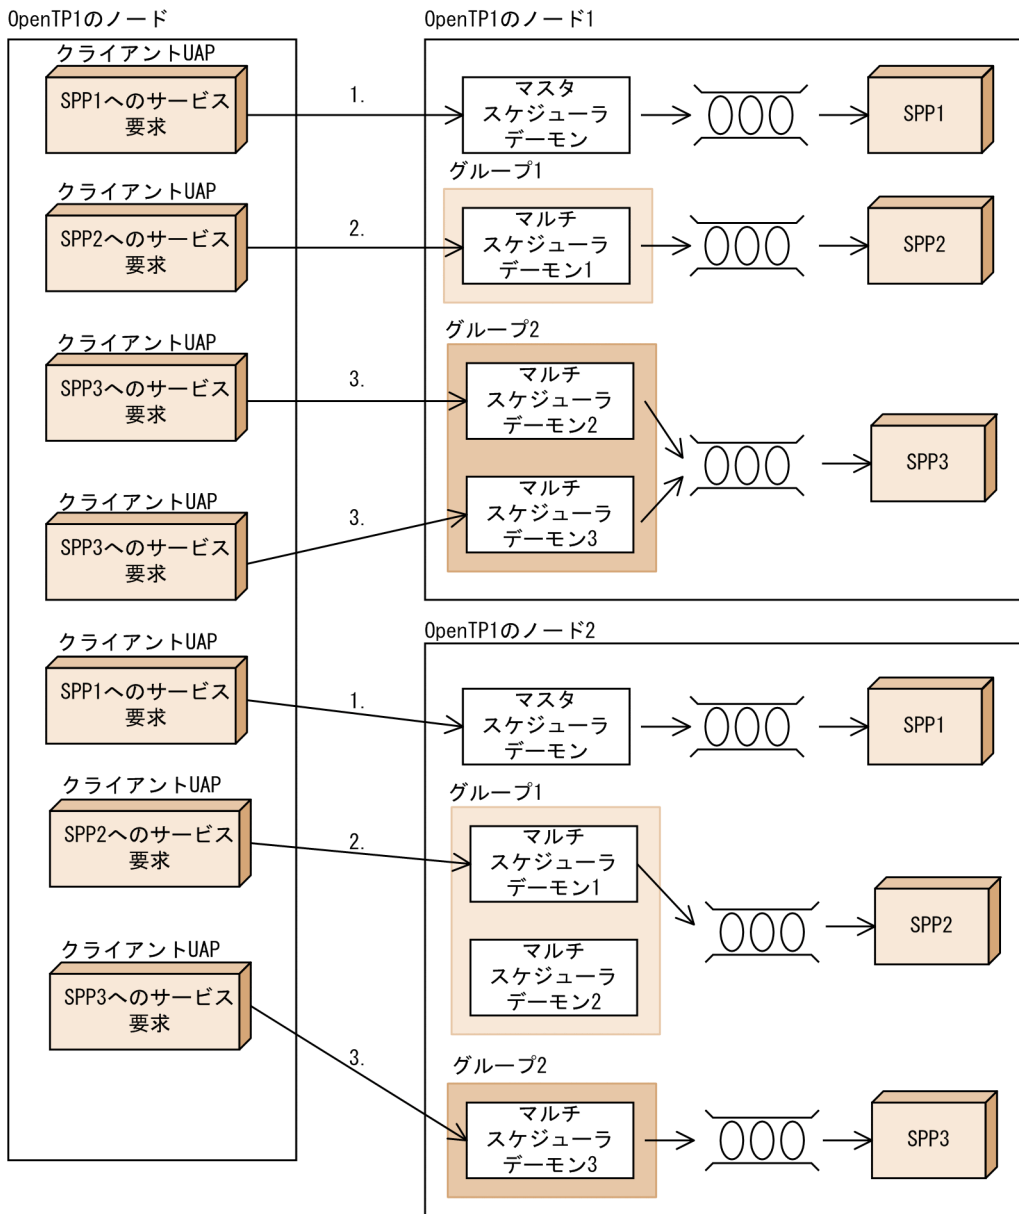 OpenTP1のノード
クライアントUAP
SPP1へのサービス
要求
クライアントUAP
SPP2へのサービス
要求
クライアントUAP
SPP3へのサービス
要求
クライアントUAP
SPP3へのサービス
要求
クライアントUAP
SPP1へのサービス
要求
クライアントUAP
SPP2へのサービス
要求
クライアントUAP
SPP3へのサービス
要求
1.
2.
3.
3.
1.
2.
3.
OpenTP1のノード1
マスタ
スケジューラ
デーモン
SPP1
グループ1
マルチ
スケジューラ
デーモン1
SPP2
グループ2
マルチ
スケジューラ
デーモン2
マルチ
スケジューラ
デーモン3
SPP3
OpenTP1のノード2
マスタ
スケジューラ
デーモン
SPP1
グループ1
マルチ
スケジューラ
デーモン1
マルチ
スケジューラ
デーモン2
SPP2
グループ2
マルチ
スケジューラ
デーモン3
SPP3